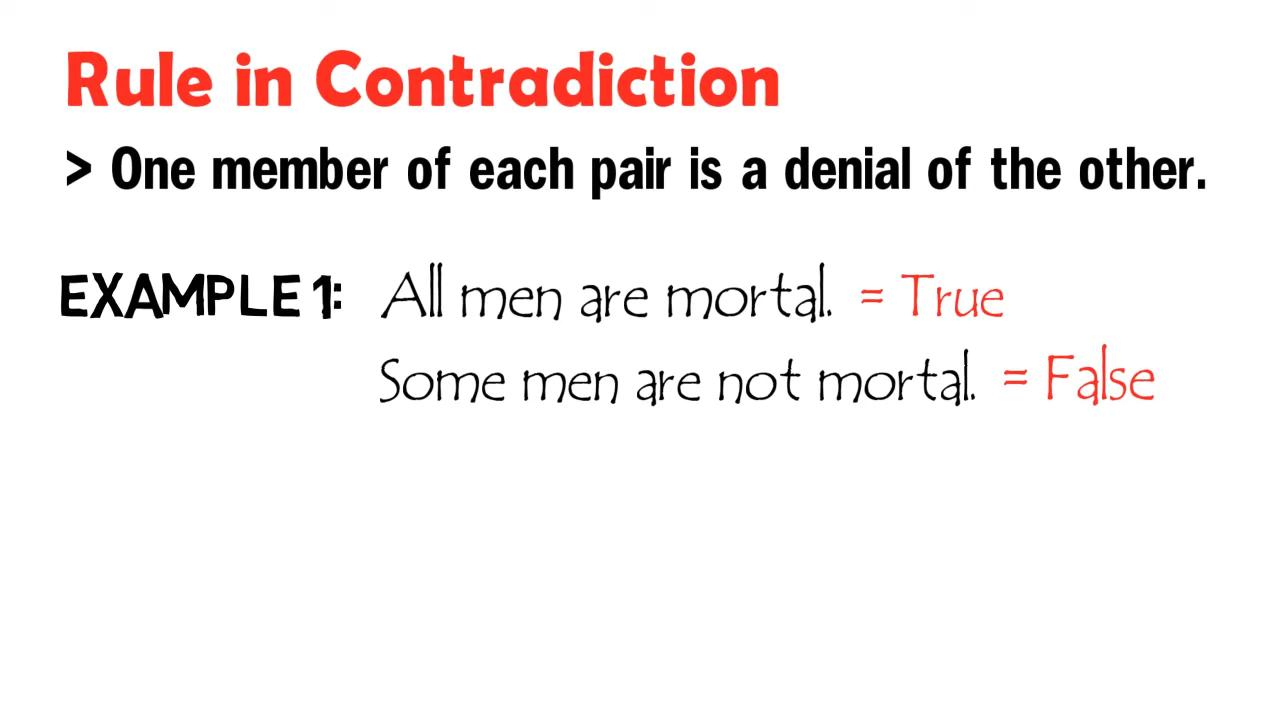 Rule in Contradiction
> One member of each pair is a denial of the other.
EXAMPLE 1: All men are mortal. = True
Some men are not mortal. = False